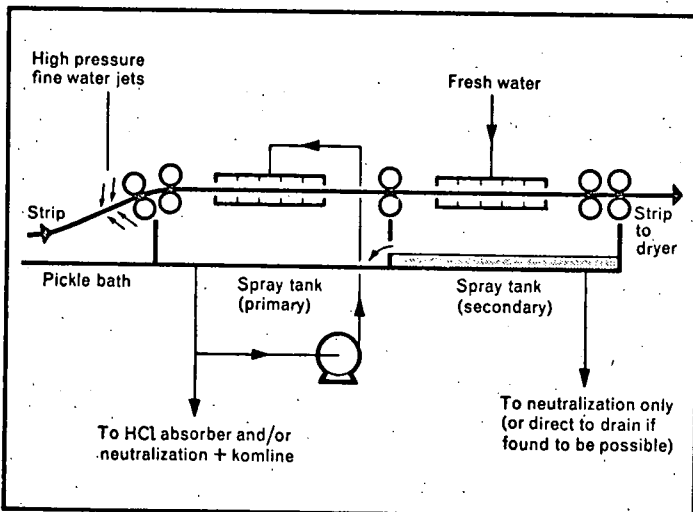 High pressure
fine water jets
Fresh water
Strip
Strip
to
dryer
Pickle bath
Spray tank
(primary)
Spray tank
(secondary)
To HCl absorber and/or
neutralization + komline
To neutralization only
(or direct to drain if
found to be possible)